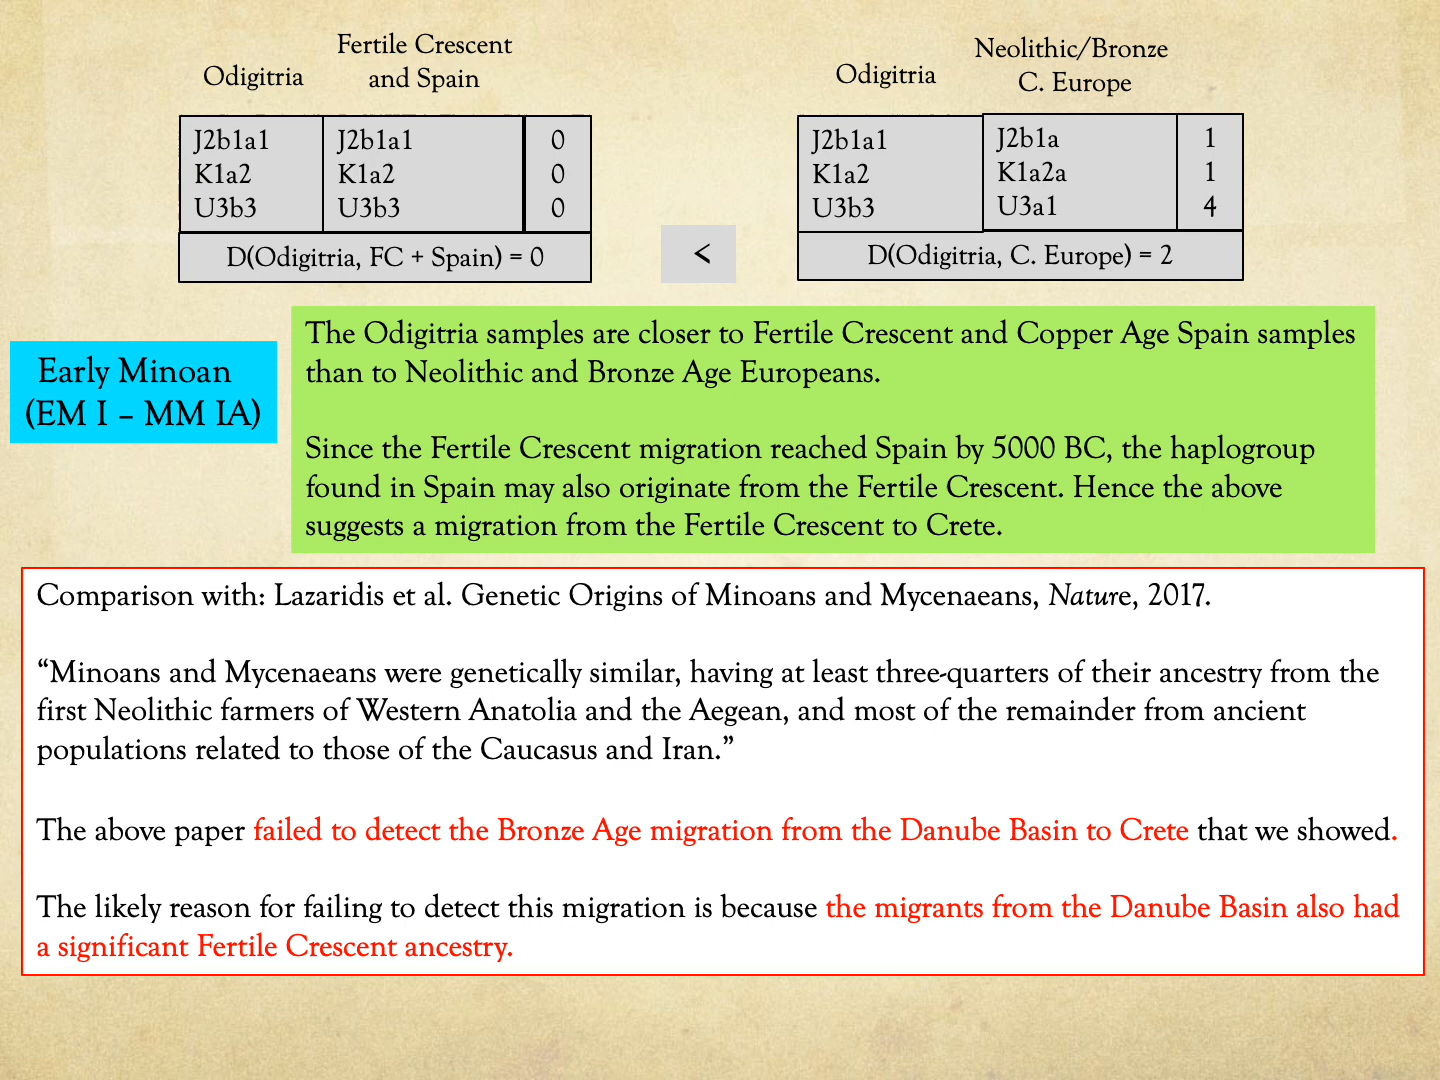 Odigitria
Fertile Crescent
and Spain
J2b1a1 J2b1a1 0
K1a2 K1a2 0
U3b3 U3b3 0
D(Odigitria, FC + Spain) = 0
<
Odigitria
Neolithic/Bronze
C. Europe
J2b1a1 J2b1a 1
K1a2 K1a2a 1
U3b3 U3a1 4
D(Odigitria, C. Europe) = 2
Early Minoan
(EM I – MM IA)
The Odigitria samples are closer to Fertile Crescent and Copper Age Spain samples
than to Neolithic and Bronze Age Europeans.
Since the Fertile Crescent migration reached Spain by 5000 BC, the haplogroup
found in Spain may also originate from the Fertile Crescent. Hence the above
suggests a migration from the Fertile Crescent to Crete.
Comparison with: Lazaridis et al. Genetic Origins of Minoans and Mycenaeans, Nature, 2017.
“Minoans and Mycenaeans were genetically similar, having at least three-quarters of their ancestry from the
first Neolithic farmers of Western Anatolia and the Aegean, and most of the remainder from ancient
populations related to those of the Caucasus and Iran.”
The above paper failed to detect the Bronze Age migration from the Danube Basin to Crete that we showed.
The likely reason for failing to detect this migration is because the migrants from the Danube Basin also had
a significant Fertile Crescent ancestry.